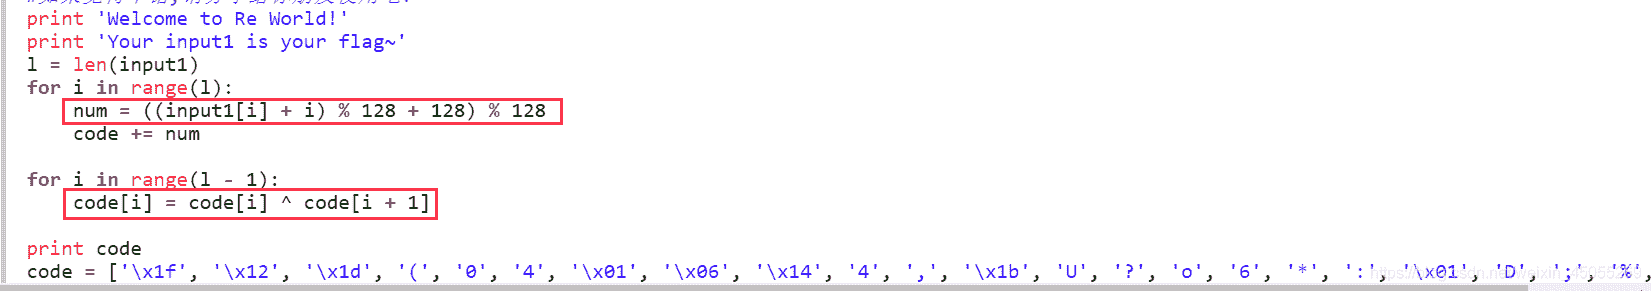 print 'Welcome to Re World!'
print 'Your input1 is your flag~'
l = len(input1)
for i in range(l):
    num = ((input1[i] + i) % 128 + 128) % 128
    code += num

for i in range(l - 1):
    code[i] = code[i] ^ code[i + 1]

print code
code = ['\x1f', '\x12', '\x1d', '(', '0', '4', '\x01', '\x06', '\x14', '4', ',', '\x1b', 'U', '?', 'o', '6', '*', ':', '\x01', 'D', ';', '%',